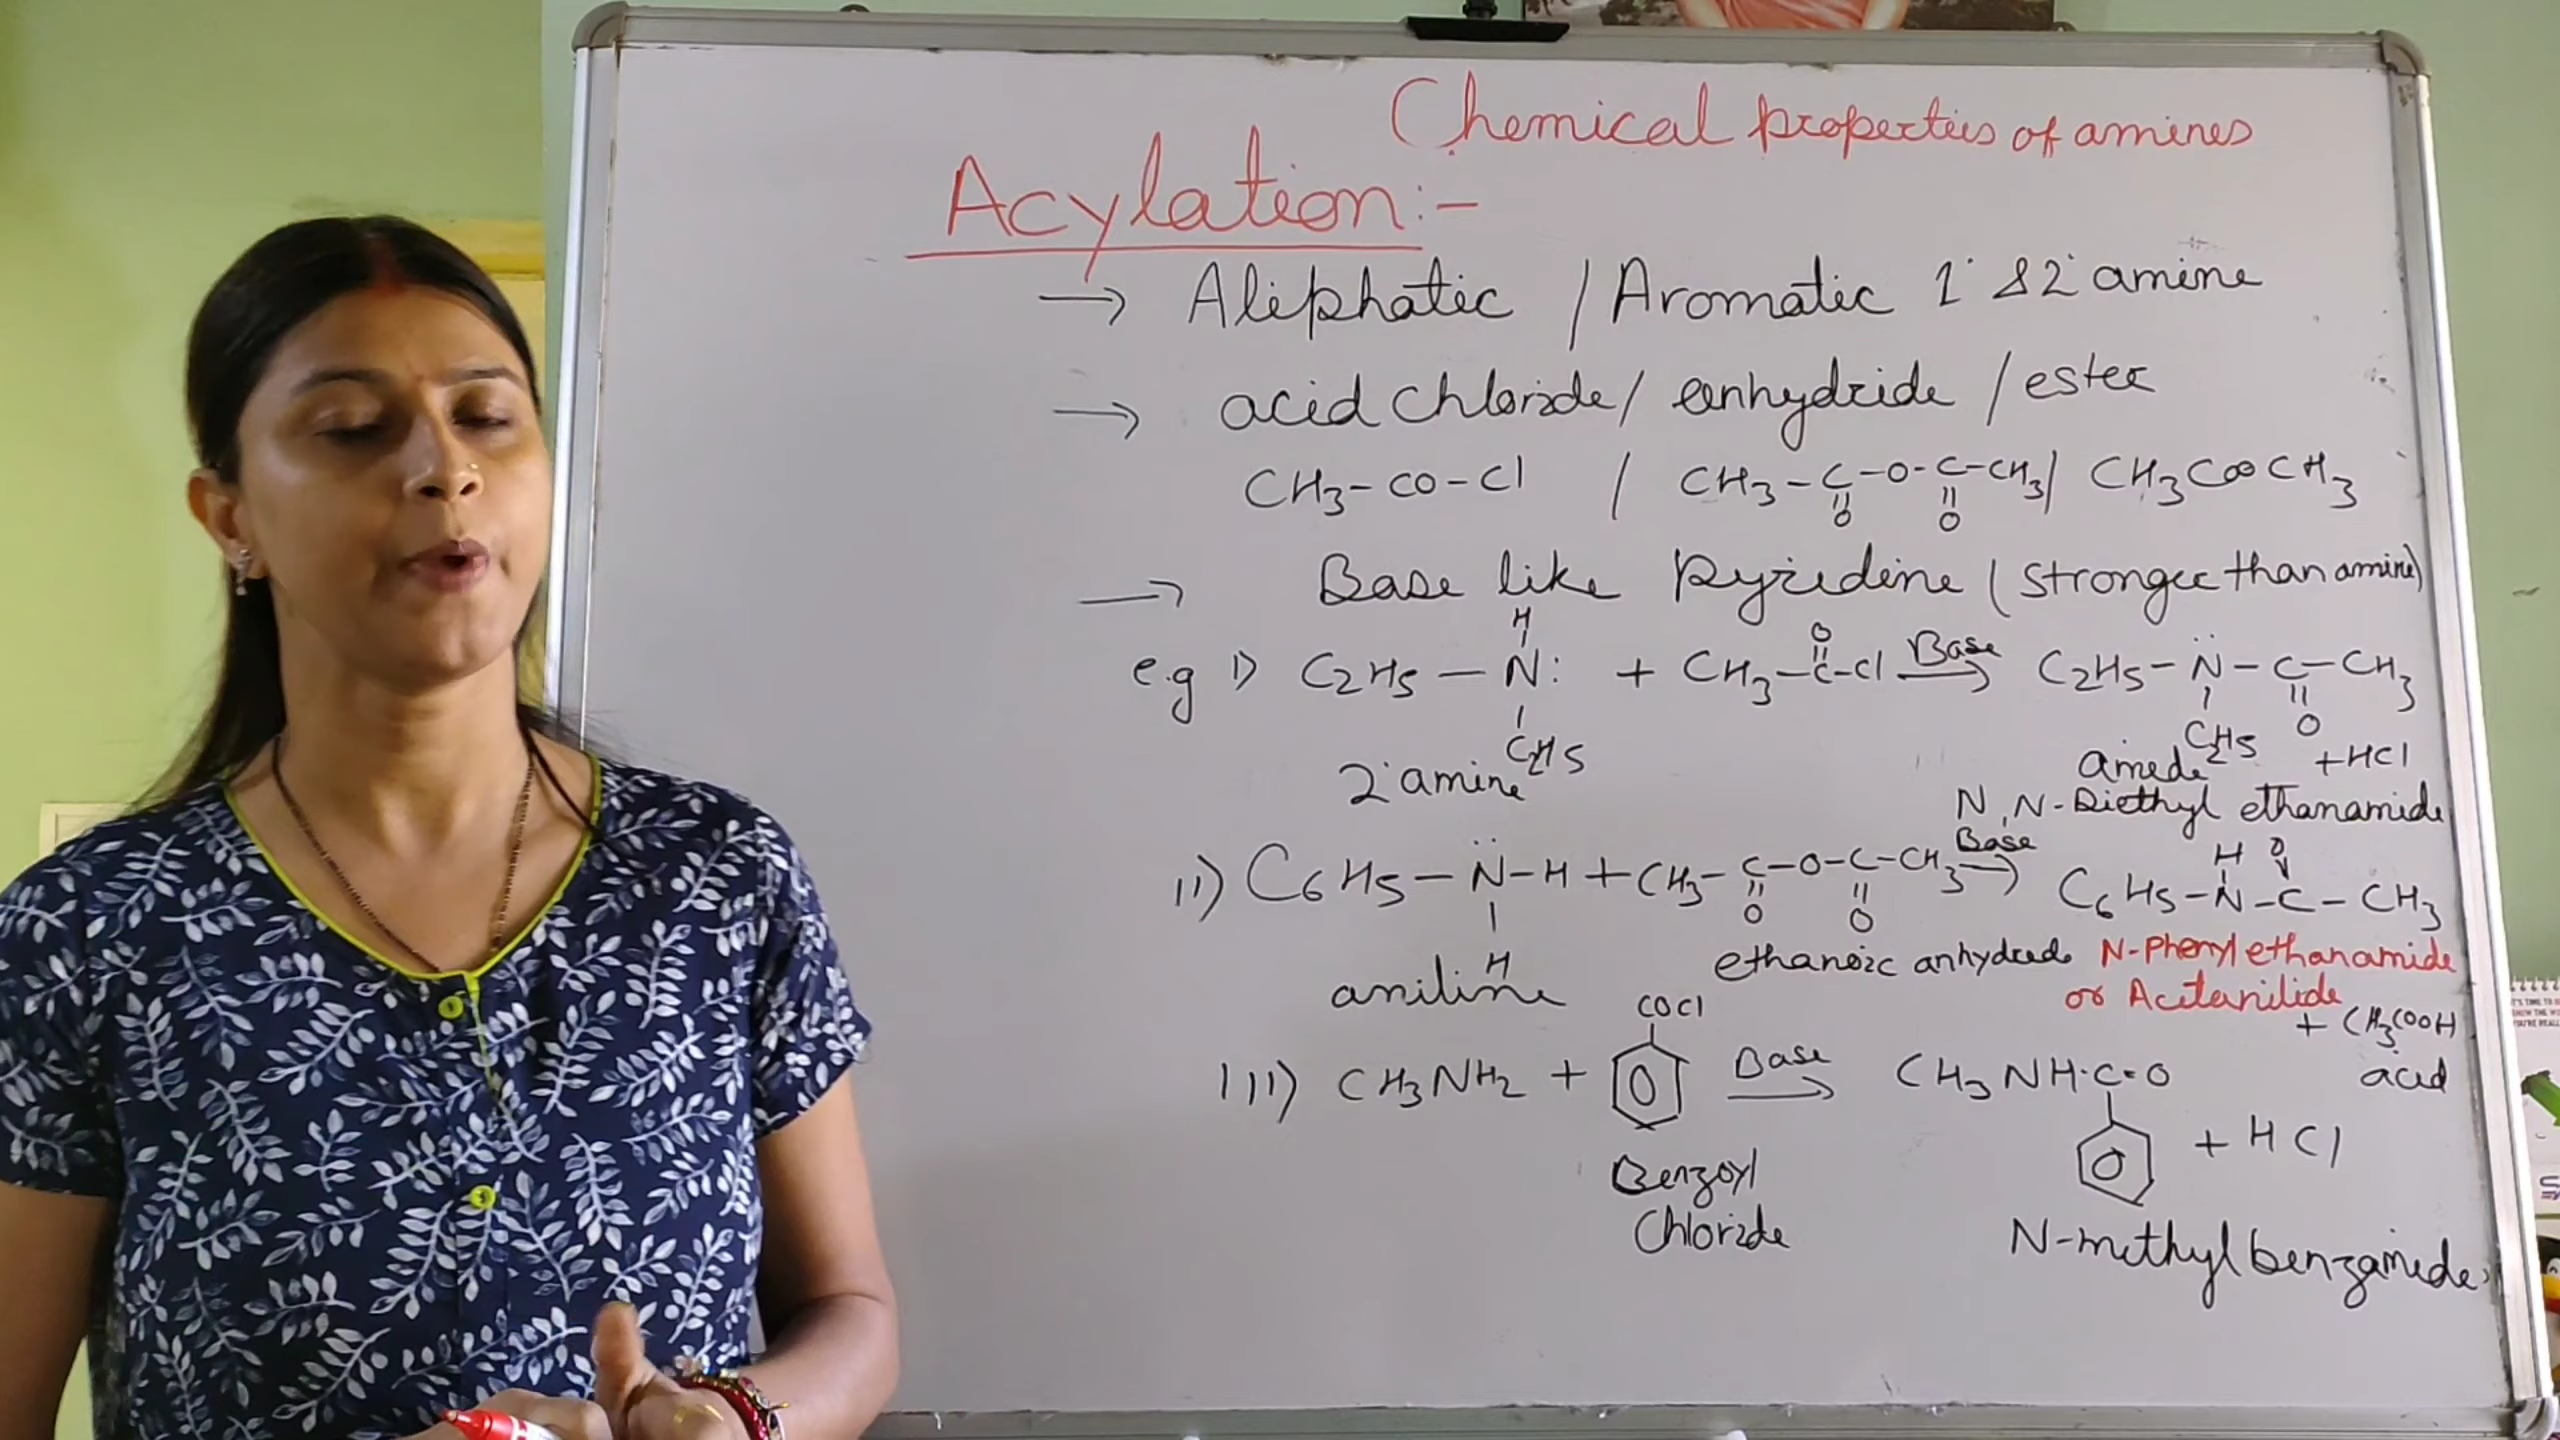 Chemical properties of amines
Acylation:-
→ Aliphatic / Aromatic 1° & 2° amine
→ acid chloride / anhydride / ester
CH3-CO-Cl / CH3-C-O-C-CH3 / CH3COOCH3
O O
→ Base like Pyridine (Stronger than amine)
H O
e.g i) C2H5-N: + CH3-C-Cl Base→ C2H5-N̈-C-CH3
C2H5 C2H5 O
2° amine amide +HCl
N,N-Diethyl ethanamide
H O
ii) C6H5-N̈-H + CH3-C-O-C-CH3 Base→ C6H5-N-C-CH3
H O O
aniline ethanoic anhydride N-Phenyl ethanamide
or Acetanilide
+ CH3COOH
acid
COCl
iii) CH3NH2 + Base→ CH3NH-C=O
+ HCl
Benzoyl
Chloride
N-methyl benzamide